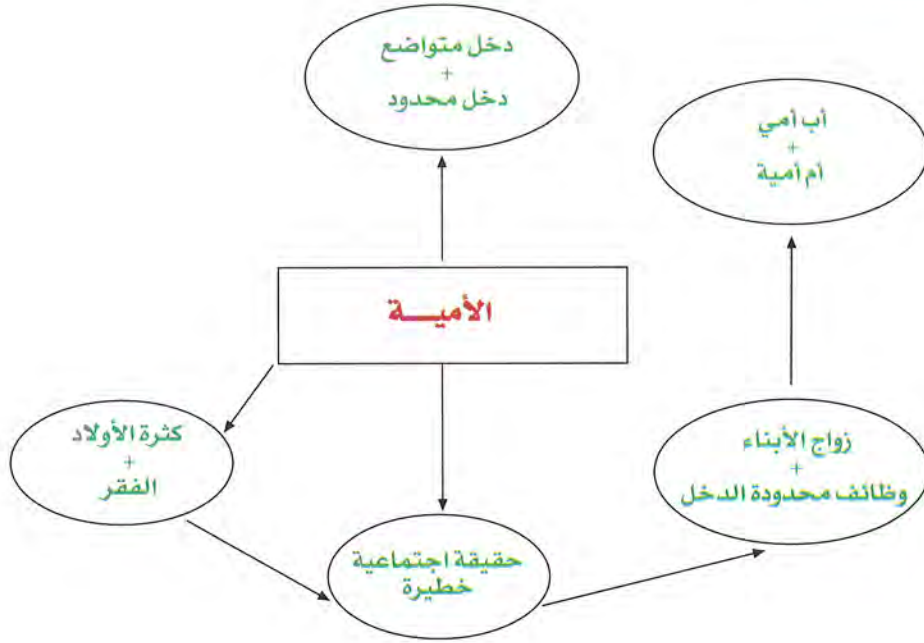 دخل متواضع
+
دخل محدود
أب أمي
+
أم أمية
الأميـــة
كثرة الأولاد
+
الفقر
زواج الأبناء
+
وظائف محدودة الدخل
حقيقة اجتماعية
خطيرة